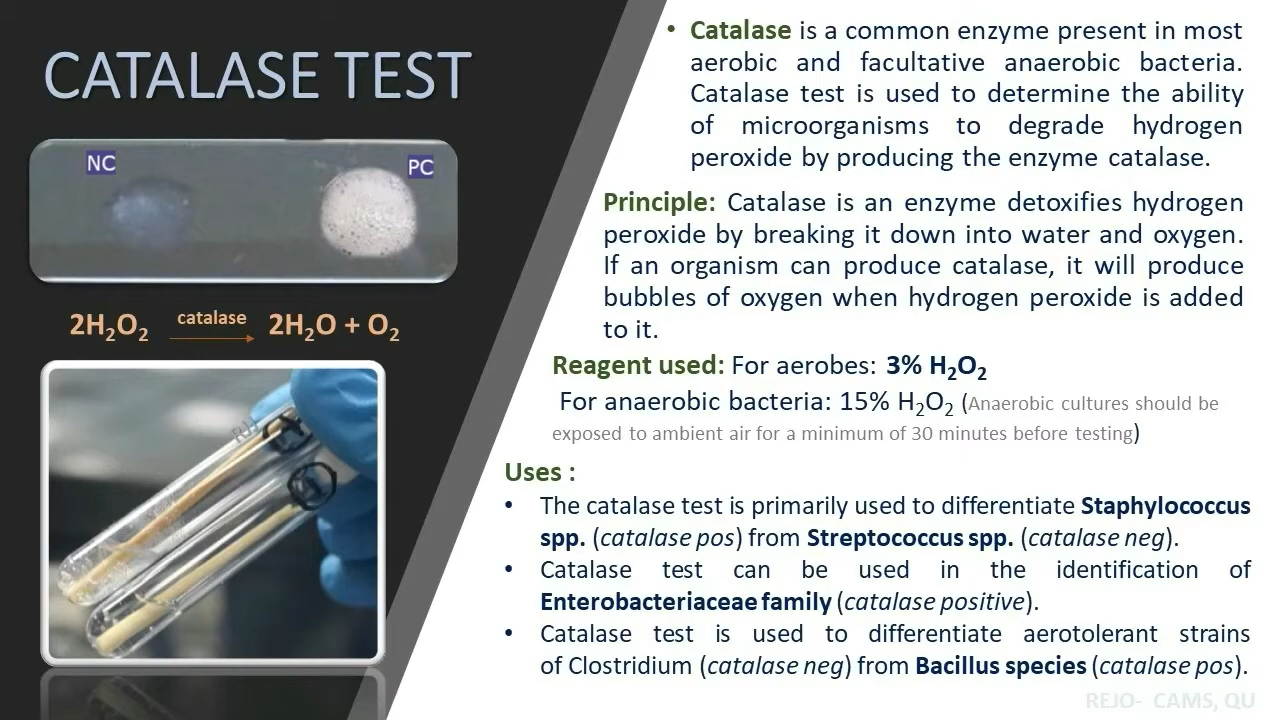 CATALASE TEST
NC
PC
2H₂O₂ catalase 2H₂O + O₂
• Catalase is a common enzyme present in most
aerobic and facultative anaerobic bacteria.
Catalase test is used to determine the ability
of microorganisms to degrade hydrogen
peroxide by producing the enzyme catalase.
Principle: Catalase is an enzyme detoxifies hydrogen
peroxide by breaking it down into water and oxygen.
If an organism can produce catalase, it will produce
bubbles of oxygen when hydrogen peroxide is added
to it.
Reagent used: For aerobes: 3% H₂O₂
For anaerobic bacteria: 15% H₂O₂ (Anaerobic cultures should be
exposed to ambient air for a minimum of 30 minutes before testing)
Uses :
• The catalase test is primarily used to differentiate Staphylococcus
spp. (catalase pos) from Streptococcus spp. (catalase neg).
• Catalase test can be used in the identification of
Enterobacteriaceae family (catalase positive).
• Catalase test is used to differentiate aerotolerant strains
of Clostridium (catalase neg) from Bacillus species (catalase pos).
REJO- CAMS, QU